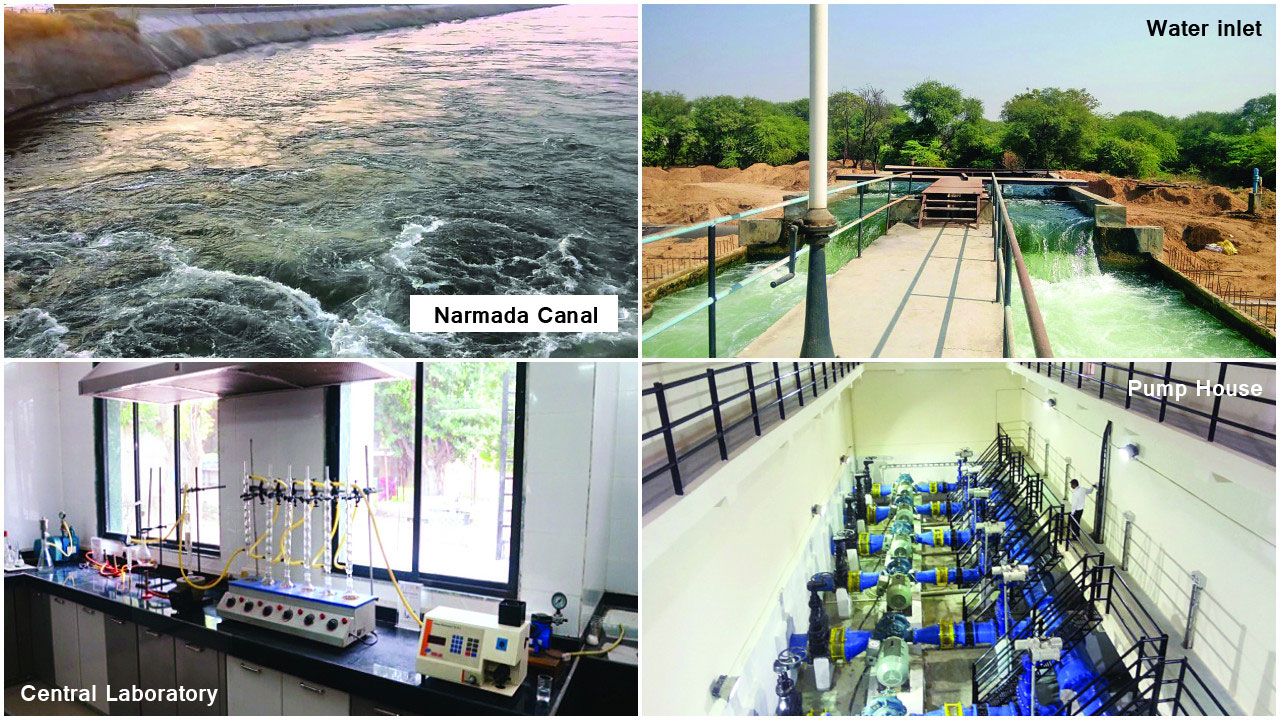 Water inlet
Narmada Canal
Pump House
Central Laboratory